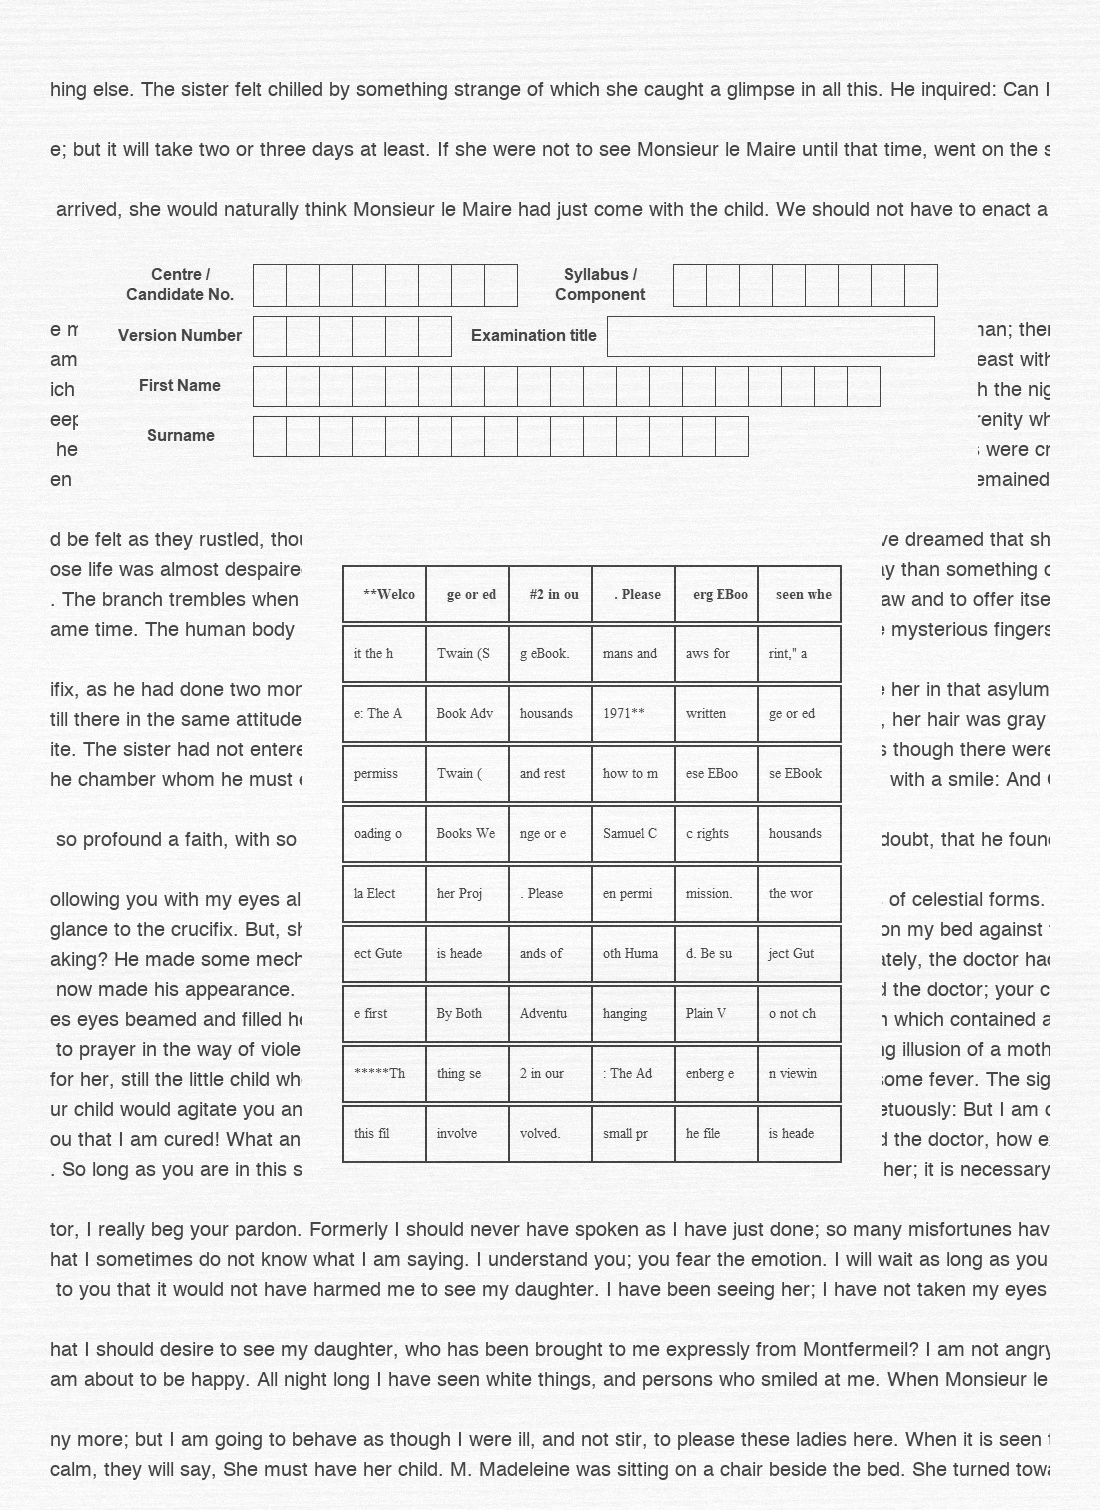 hing else. The sister felt chilled by something strange of which she caught a glimpse in all this. He inquired: Can I
e; but it will take two or three days at least. If she were not to see Monsieur le Maire until that time, went on the s
arrived, she would naturally think Monsieur le Maire had just come with the child. We should not have to enact a
Centre / Candidate No. Syllabus / Component
Version Number Examination title
First Name
Surname
e m an; ther
am east with
ich h the nig
eep renity wh
he were cr
en emained
d be felt as they rustled, thou ve dreamed that sh
ose life was almost despaire y than something o
. The branch trembles when aw and to offer itse
ame time. The human body mysterious fingers
ifix, as he had done two mon her in that asylum
till there in the same attitude , her hair was gray
ite. The sister had not entere s though there were
he chamber whom he must with a smile: And
so profound a faith, with so doubt, that he foun
ollowing you with my eyes al of celestial forms.
glance to the crucifix. But, sh on my bed against
aking? He made some mech ately, the doctor had
now made his appearance. the doctor; your c
es eyes beamed and filled he which contained a
to prayer in the way of viole ng illusion of a moth
for her, still the little child wh some fever. The sig
ur child would agitate you an etuously: But I am
ou that I am cured! What an d the doctor, how e
. So long as you are in this s her; it is necessary
**Welco ge or ed #2 in ou . Please erg EBoo seen whe
it the h Twain (S g eBook. mans and aws for rint," a
e: The A Book Adv housands 1971** written ge or ed
permiss Twain ( and rest how to m ese EBoo se EBook
oading o Books We nge or e Samuel C c rights housands
la Elect her Proj . Please en permi mission. the wor
ect Gute is heade ands of oth Huma d. Be su ject Gut
e first By Both Adventu hanging Plain V o not ch
*****Th thing se 2 in our : The Ad enberg e n viewin
this fil involve volved. small pr he file is heade
tor, I really beg your pardon. Formerly I should never have spoken as I have just done; so many misfortunes hav
hat I sometimes do not know what I am saying. I understand you; you fear the emotion. I will wait as long as you
to you that it would not have harmed me to see my daughter. I have been seeing her; I have not taken my eyes
hat I should desire to see my daughter, who has been brought to me expressly from Montfermeil? I am not angry
am about to be happy. All night long I have seen white things, and persons who smiled at me. When Monsieur le
ny more; but I am going to behave as though I were ill, and not stir, to please these ladies here. When it is seen
calm, they will say, She must have her child. M. Madeleine was sitting on a chair beside the bed. She turned towa